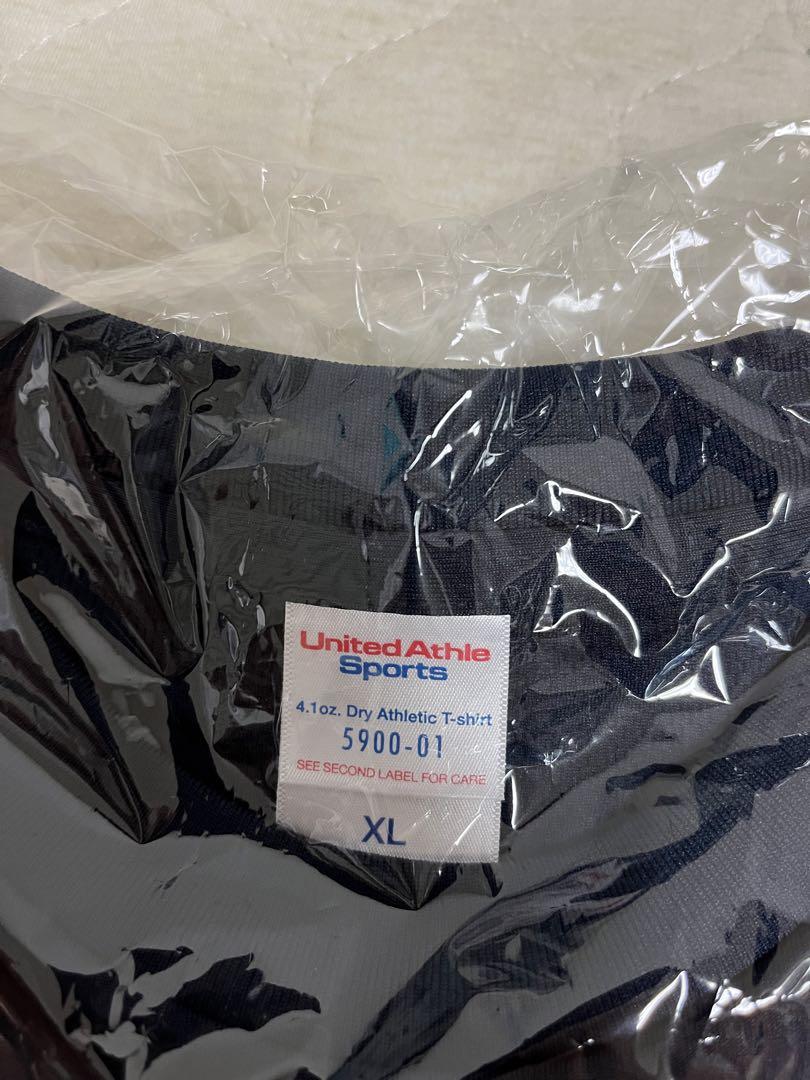 United Athle
Sports
4.1oz. Dry Athletic T-shirt
5900-01
SEE SECOND LABEL FOR CARE
XL